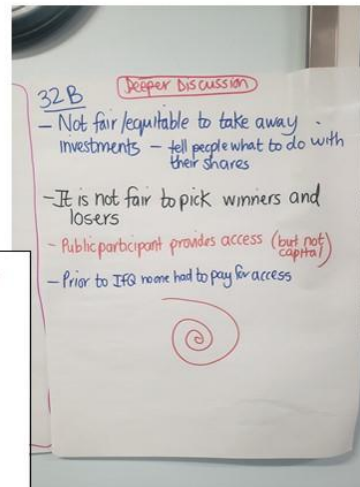 Deeper Discussion
32B
- Not fair/equitable to take away
investments - tell people what to do with
their shares
- It is not fair to pick winners and
losers
- Public participant provides access (but not
capital)
- Prior to IFQ no one had to pay for access